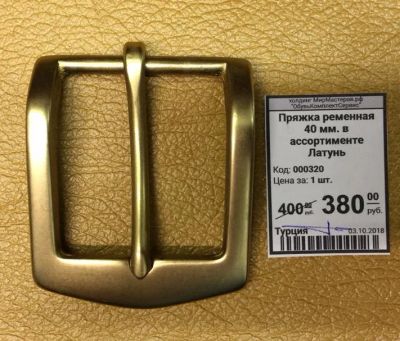 холдинг МирМастеров.рф
"ОбувьКомплектСервис"
Пряжка ременная
40 мм. в
ассортименте
Латунь
Код: 000320
Цена за: 1 шт.
400 00 руб. 380 00 руб.
Турция 03.10.2018